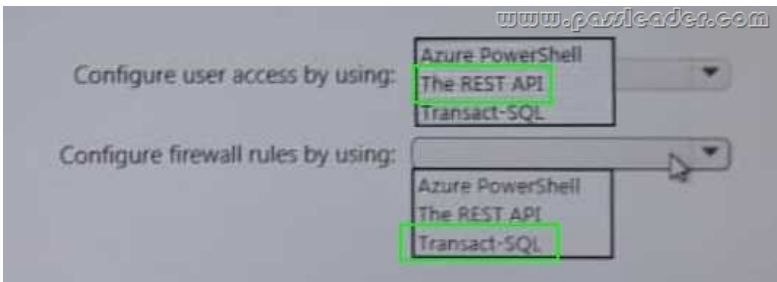 www.passleader.com
Azure PowerShell
Configure user access by using:
The REST API
Transact-SQL
Configure firewall rules by using:
Azure PowerShell
The REST API
Transact-SQL